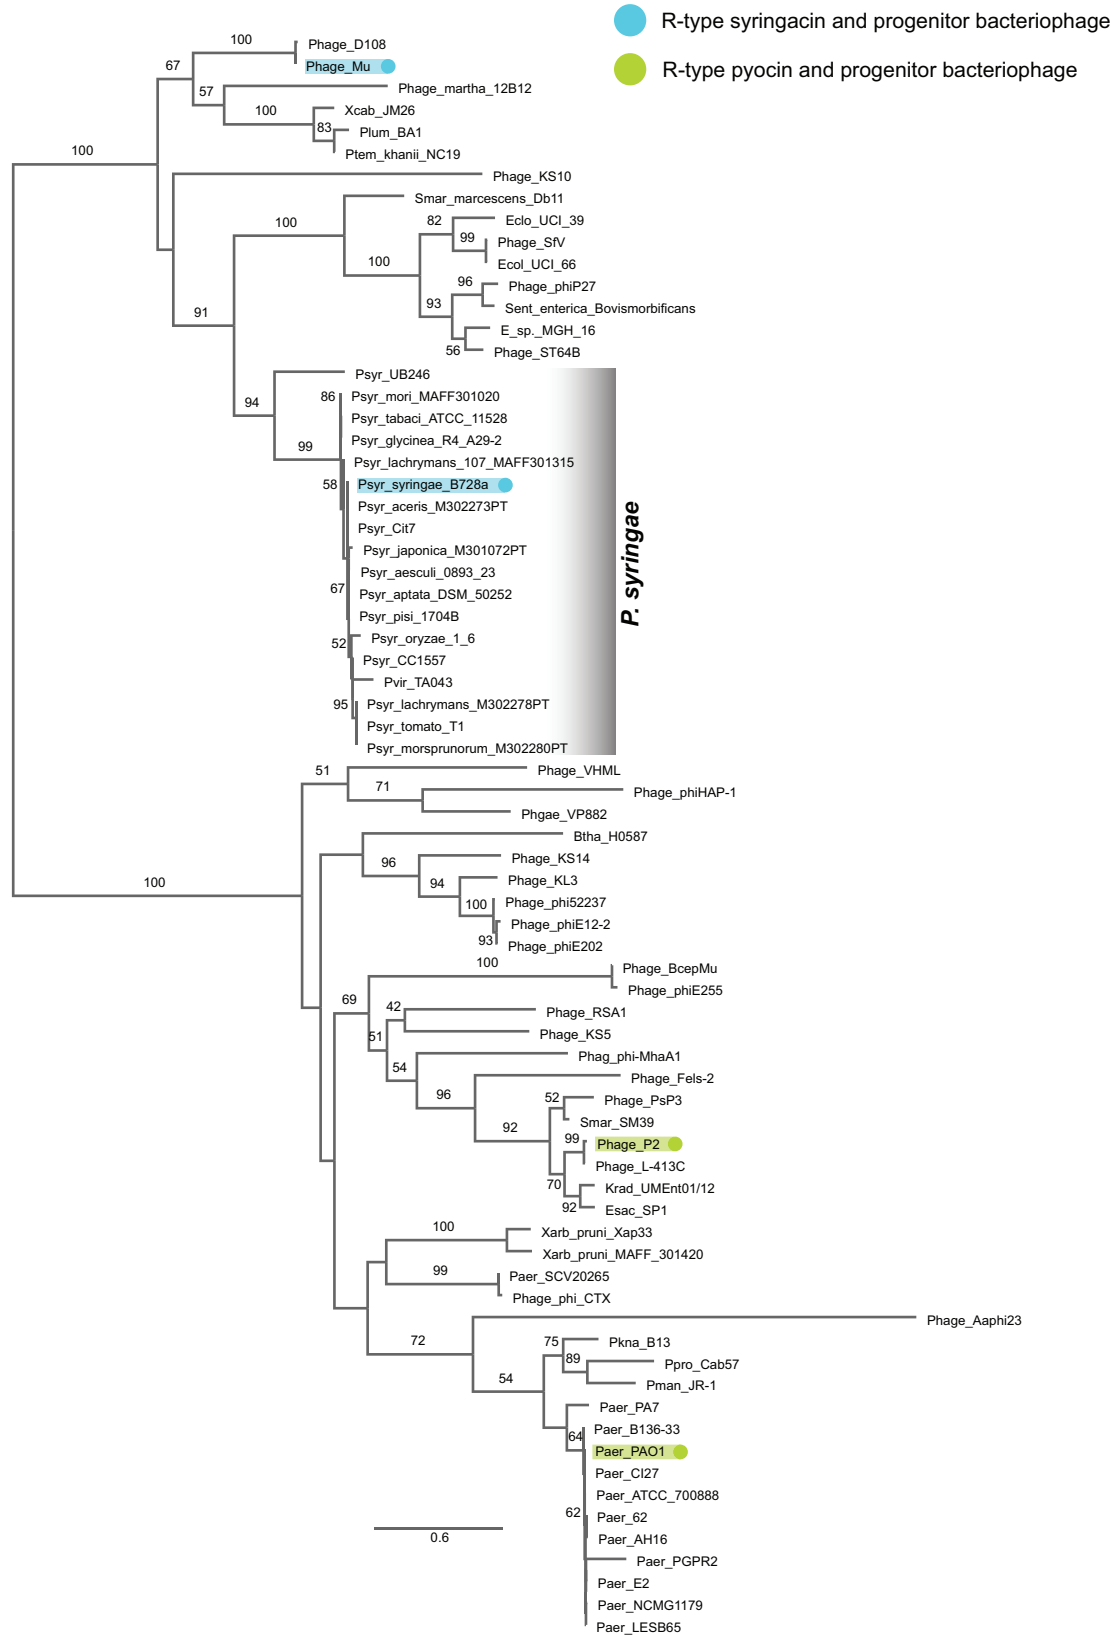 R-type syringacin and progenitor bacteriophage
R-type pyocin and progenitor bacteriophage
100
Phage_D108
67
Phage_Mu
57
Phage_martha_12B12
100
Xcab_JM26
83
Plum_BA1
100
Ptem_khanii_NC19
Phage_KS10
Smar_marcescens_Db11
100
82
Eclo_UCI_39
99
Phage_SfV
100
Ecol_UCI_66
96
Phage_phiP27
93
Sent_enterica_Bovismorbificans
91
E_sp._MGH_16
56
Phage_ST64B
Psyr_UB246
86
Psyr_mori_MAFF301020
94
Psyr_tabaci_ATCC_11528
99
Psyr_glycinea_R4_A29-2
Psyr_lachrymans_107_MAFF301315
58
Psyr_syringae_B728a
Psyr_aceris_M302273PT
Psyr_Cit7
Psyr_japonica_M301072PT
P. syringae
Psyr_aesculi_0893_23
67
Psyr_aptata_DSM_50252
Psyr_pisi_1704B
52
Psyr_oryzae_1_6
Psyr_CC1557
Pvir_TA043
95
Psyr_lachrymans_M302278PT
Psyr_tomato_T1
Psyr_morsprunorum_M302280PT
51
Phage_VHML
71
Phage_phiHAP-1
Phgae_VP882
Btha_H0587
96
Phage_KS14
94
Phage_KL3
100
100
Phage_phi52237
Phage_phiE12-2
93
Phage_phiE202
100
Phage_BcepMu
Phage_phiE255
69
42
Phage_RSA1
51
Phage_KS5
54
Phag_phi-MhaA1
96
Phage_Fels-2
52
Phage_PsP3
92
Smar_SM39
99
Phage_P2
Phage_L-413C
70
Krad_UMEnt01/12
92
Esac_SP1
100
Xarb_pruni_Xap33
Xarb_pruni_MAFF_301420
99
Paer_SCV20265
Phage_phi_CTX
Phage_Aaphi23
72
75
Pkna_B13
89
Ppro_Cab57
54
Pman_JR-1
Paer_PA7
64
Paer_B136-33
Paer_PAO1
Paer_CI27
Paer_ATCC_700888
62
Paer_62
0.6
Paer_AH16
Paer_PGPR2
Paer_E2
Paer_NCMG1179
Paer_LESB65